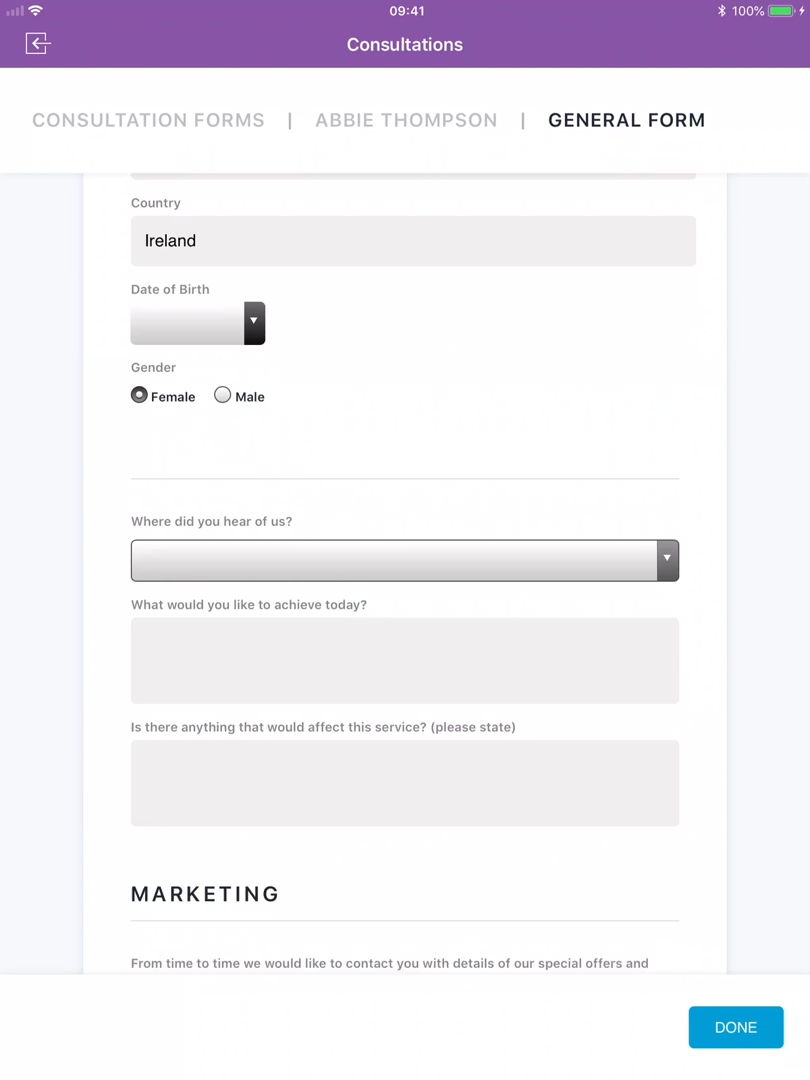 09:41
100%
Consultations
CONSULTATION FORMS | ABBIE THOMPSON | GENERAL FORM
Country
Ireland
Date of Birth
Gender
Female Male
Where did you hear of us?
What would you like to achieve today?
Is there anything that would affect this service? (please state)
MARKETING
From time to time we would like to contact you with details of our special offers and
DONE